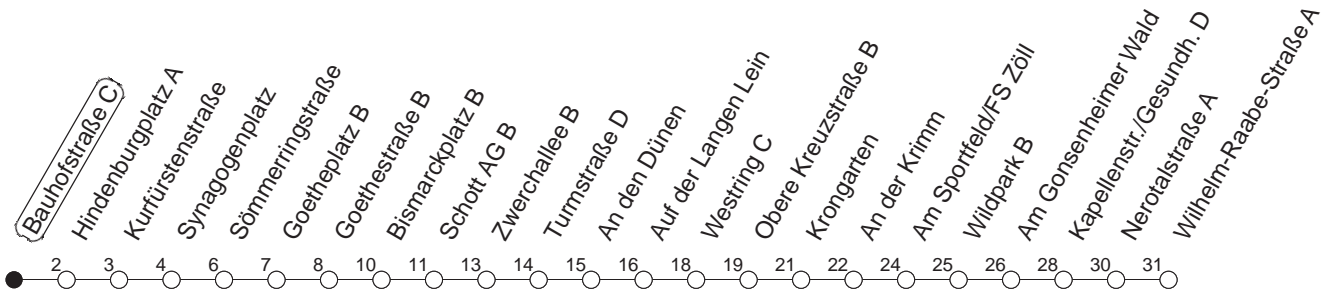 Bauhofstraße C
Hindenburgplatz A
Kurfürstenstraße
Synagogenplatz
Sömmerringstraße
Goetheplatz B
Goethestraße B
Bismarckplatz B
Schott AG B
Zwerchallee B
Turmstraße D
An den Dünen
Auf der Langen Lein
Westring C
Obere Kreuzstraße B
Krongarten
An der Krimm
Am Sportfeld/FS Zöll
Wildpark B
Am Gonsenheimer Wald
Kapellenstr./Gesundh. D
Nerotalstraße A
Wilhelm-Raabe-Straße A
2 3 4 6 7 8 10 11 13 14 15 16 18 19 21 22 24 25 26 28 30 31